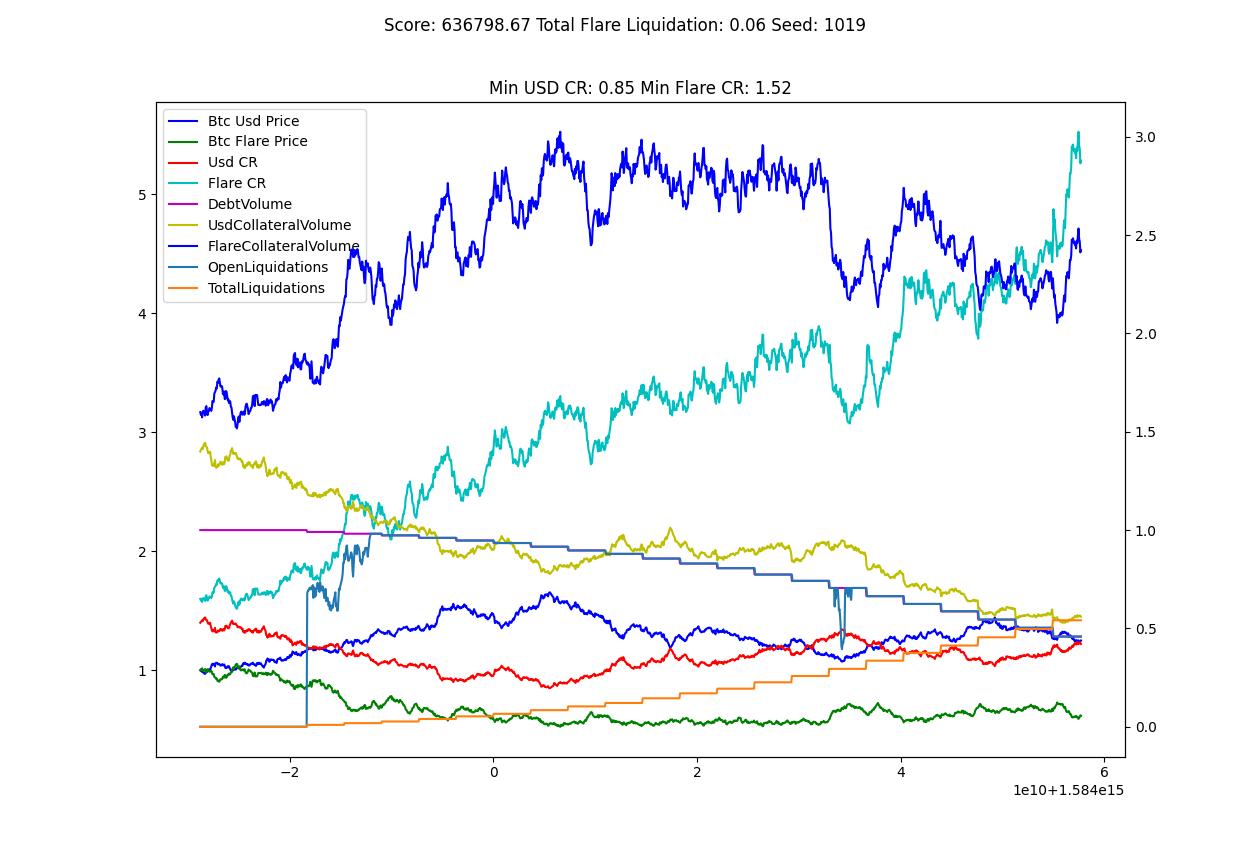 Score: 636798.67 Total Flare Liquidation: 0.06 Seed: 1019
Min USD CR: 0.85 Min Flare CR: 1.52
Btc Usd Price
Btc Flare Price
Usd CR
Flare CR
DebtVolume
UsdCollateralVolume
FlareCollateralVolume
OpenLiquidations
TotalLiquidations
5
4
3
2
1
3.0
2.5
2.0
1.5
1.0
0.5
0.0
−2 0 2 4 6
1e10+1.584e15